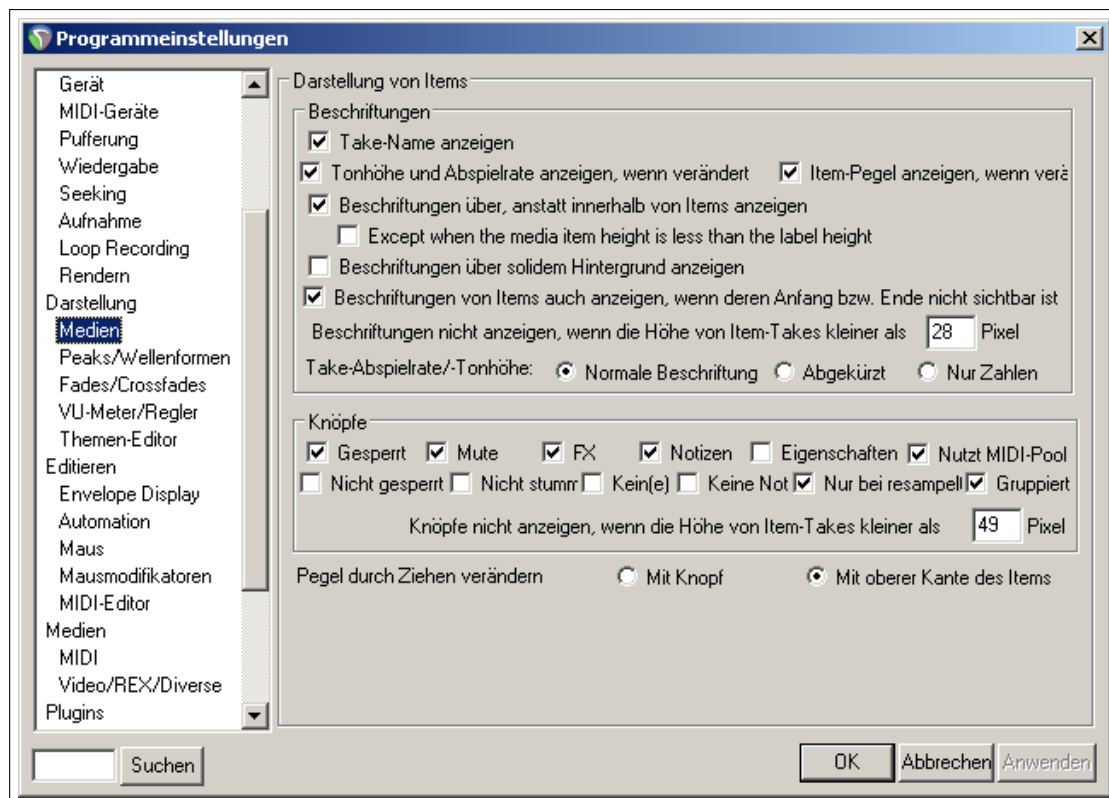 Programmeinstellungen
Gerät
MIDI-Geräte
Pufferung
Wiedergabe
Seeking
Aufnahme
Loop Recording
Rendern
Darstellung
Medien
Peaks/Wellenformen
Fades/Crossfades
VU-Meter/Regler
Themen-Editor
Editieren
Envelope Display
Automation
Maus
Mausmodifikatoren
MIDI-Editor
Medien
MIDI
Video/REX/Diverse
Plugins
Suchen
Darstellung von Items
Beschriftungen
Take-Name anzeigen
Tonhöhe und Abspielrate anzeigen, wenn verändert Item-Pegel anzeigen, wenn verä
Beschriftungen über, anstatt innerhalb von Items anzeigen
Except when the media item height is less than the label height
Beschriftungen über solidem Hintergrund anzeigen
Beschriftungen von Items auch anzeigen, wenn deren Anfang bzw. Ende nicht sichtbar ist
Beschriftungen nicht anzeigen, wenn die Höhe von Item-Takes kleiner als 28 Pixel
Take-Abspielrate/-Tonhöhe: Normale Beschriftung Abgekürzt Nur Zahlen
Knöpfe
Gesperrt Mute FX Notizen Eigenschaften Nutzt MIDI-Pool
Nicht gesperrt Nicht stumm Kein(e) Keine Not Nur bei resampell Gruppiert
Knöpfe nicht anzeigen, wenn die Höhe von Item-Takes kleiner als 49 Pixel
Pegel durch Ziehen verändern Mit Knopf Mit oberer Kante des Items
OK Abbrechen Anwenden